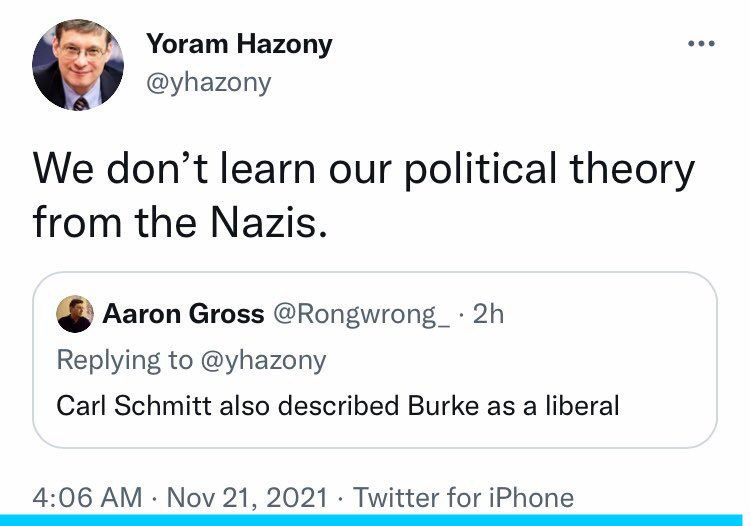 Yoram Hazony
@yhazony
We don’t learn our political theory
from the Nazis.
Aaron Gross @Rongwrong_ · 2h
Replying to @yhazony
Carl Schmitt also described Burke as a liberal
4:06 AM · Nov 21, 2021 · Twitter for iPhone